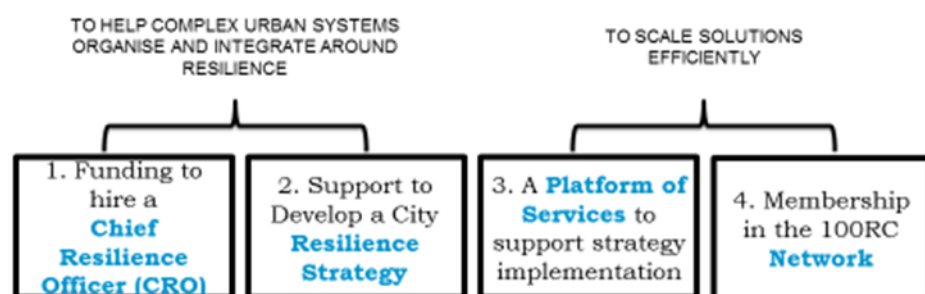 TO HELP COMPLEX URBAN SYSTEMS
ORGANISE AND INTEGRATE AROUND
RESILIENCE
TO SCALE SOLUTIONS
EFFICIENTLY
1. Funding to
hire a
Chief
Resilience
Officer (CRO)
2. Support to
Develop a City
Resilience
Strategy
3. A Platform of
Services to
support strategy
implementation
4. Membership
in the 100RC
Network